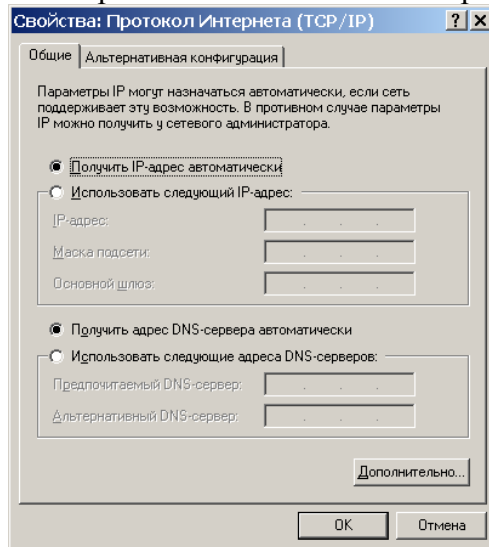 Свойства: Протокол Интернета (TCP/IP)
? X
Общие
Альтернативная конфигурация
Параметры IP могут назначаться автоматически, если сеть
поддерживает эту возможность. В противном случае параметры
IP можно получить у сетевого администратора.
Получить IP-адрес автоматически
Использовать следующий IP-адрес:
IP-адрес:
Маска подсети:
Основной шлюз:
Получить адрес DNS-сервера автоматически
Использовать следующие адреса DNS-серверов:
Предпочитаемый DNS-сервер:
Альтернативный DNS-сервер:
Дополнительно...
OK
Отмена